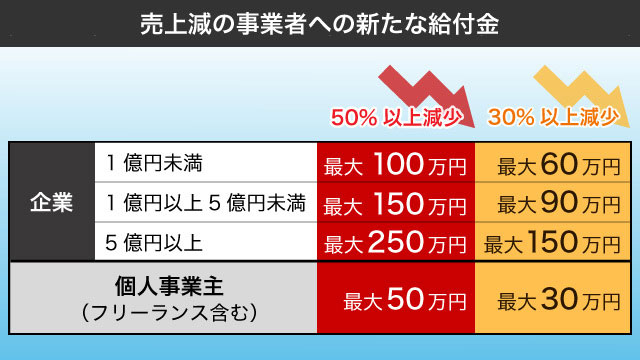 売上減の事業者への新たな給付金
50%以上減少 30%以上減少
企業
1億円未満 最大100万円 最大60万円
1億円以上5億円未満 最大150万円 最大90万円
5億円以上 最大250万円 最大150万円
個人事業主
（フリーランス含む） 最大50万円 最大30万円